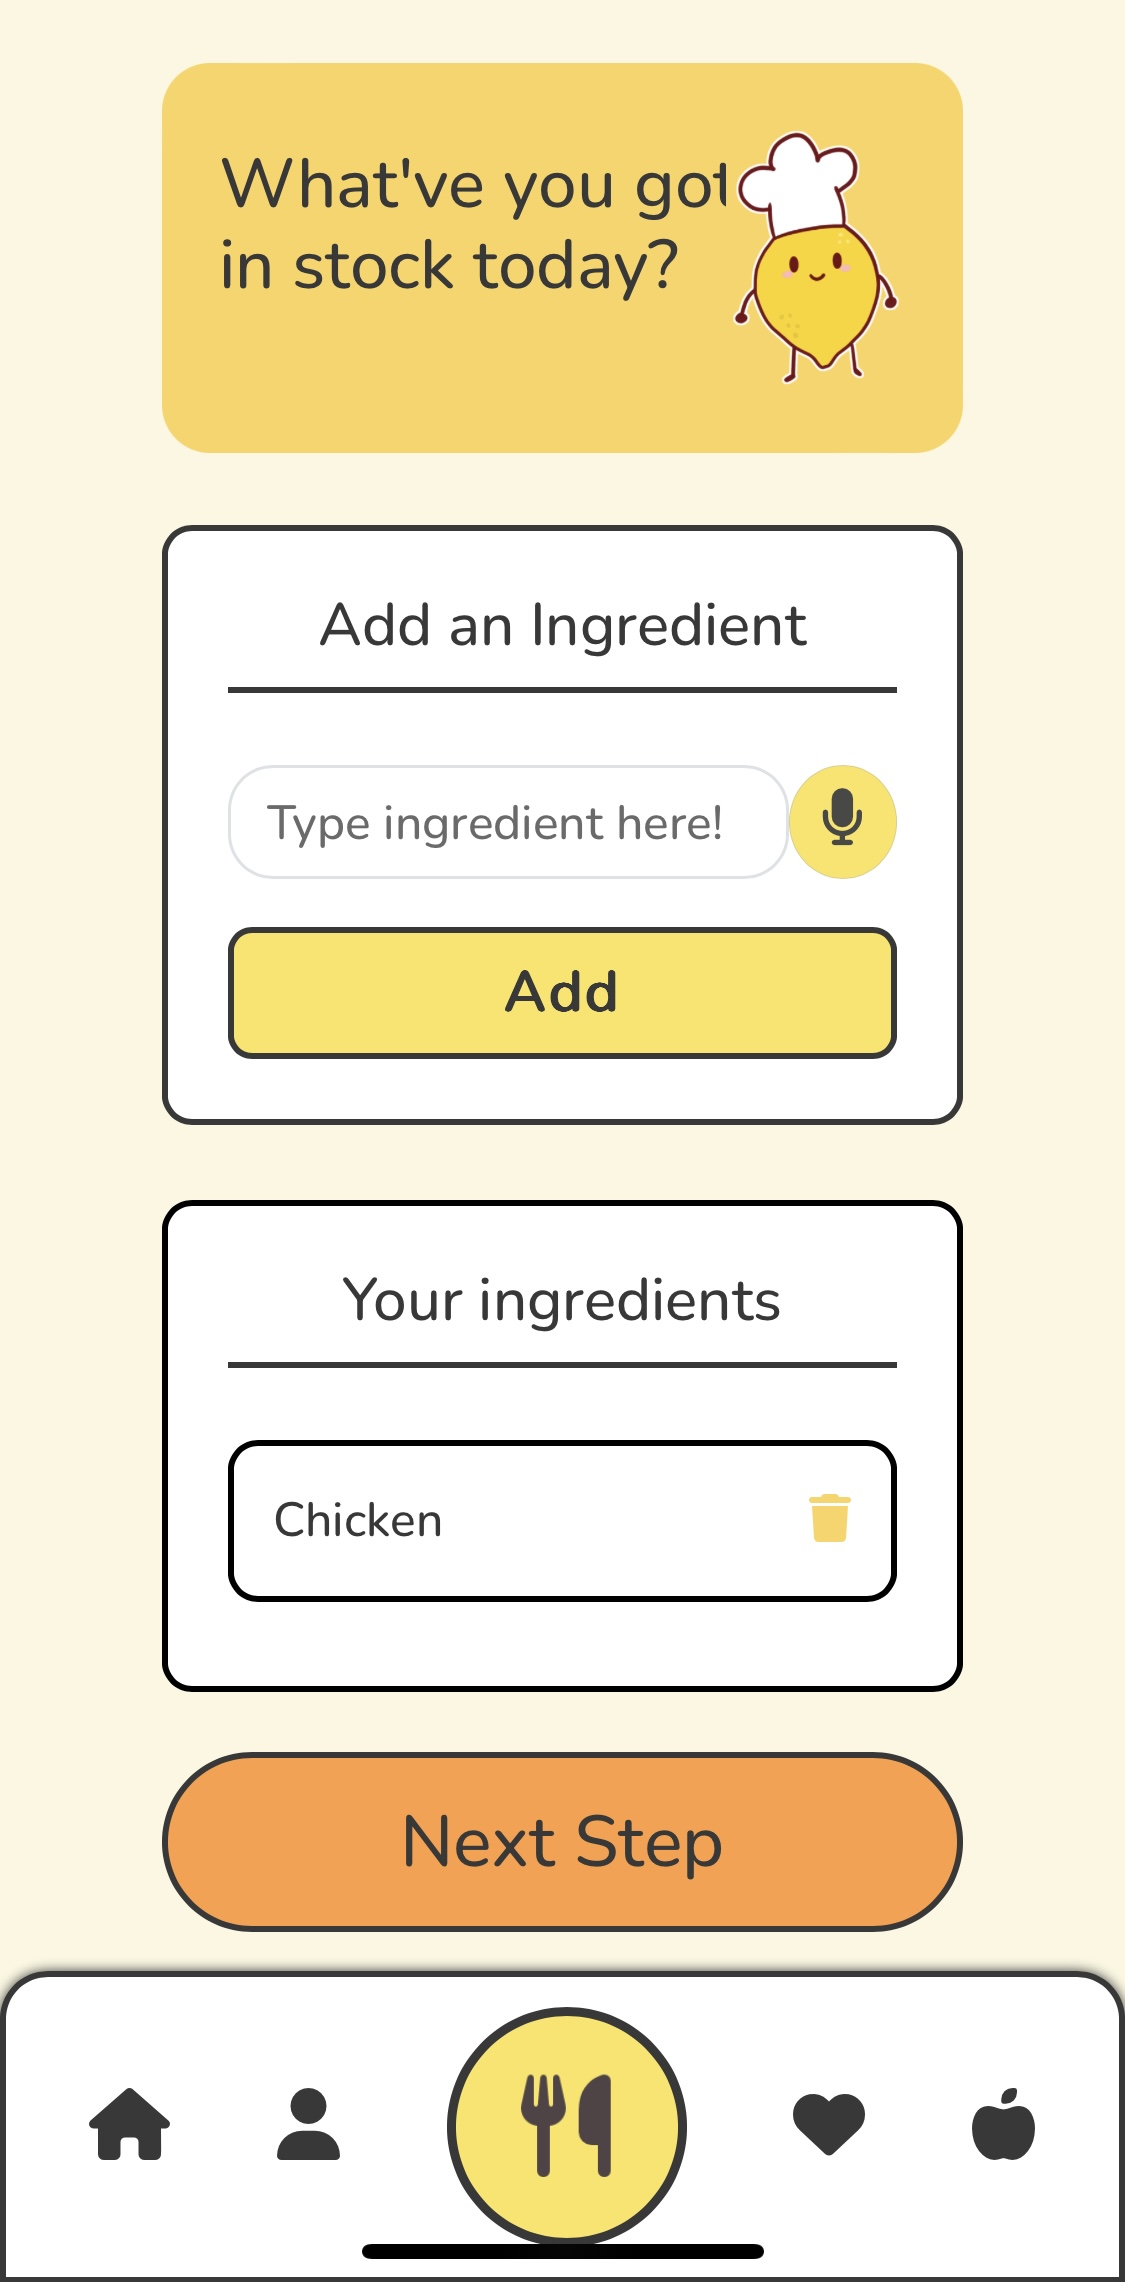 What've you got
in stock today?
Add an Ingredient
Type ingredient here!
Add
Your ingredients
Chicken
Next Step